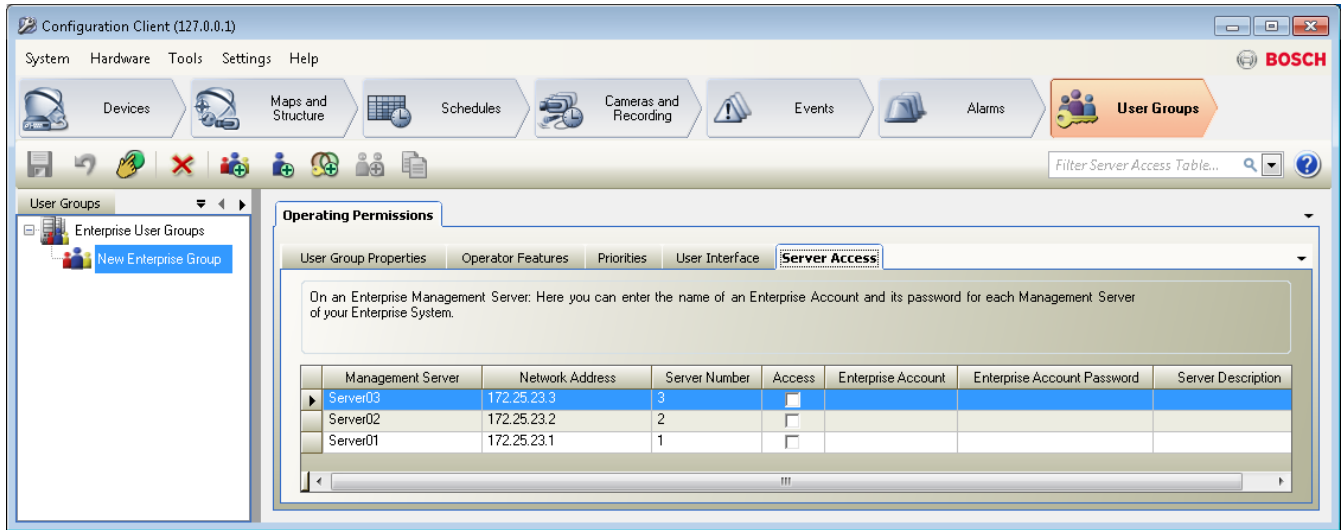 Configuration Client (127.0.0.1)
System Hardware Tools Settings Help
BOSCH
Devices
Maps and
Structure
Schedules
Cameras and
Recording
Events
Alarms
User Groups
Filter Server Access Table...
User Groups
Enterprise User Groups
New Enterprise Group
Operating Permissions
User Group Properties Operator Features Priorities User Interface Server Access
On an Enterprise Management Server: Here you can enter the name of an Enterprise Account and its password for each Management Server
of your Enterprise System.
Management Server Network Address Server Number Access Enterprise Account Enterprise Account Password Server Description
Server03 172.25.23.3 3
Server02 172.25.23.2 2
Server01 172.25.23.1 1